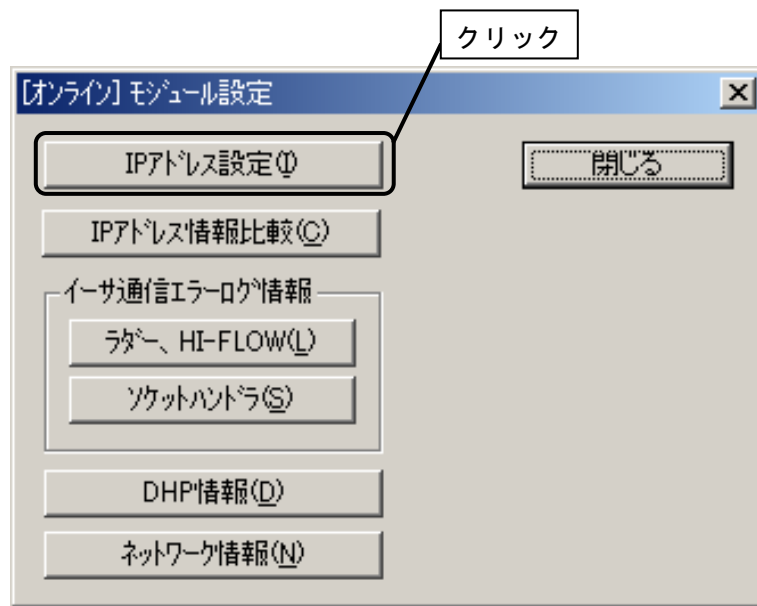 クリック
[オンライン] モジュール設定
IPアドレス設定(I)
閉じる
IPアドレス情報比較(C)
イーサ通信エラーログ情報
ラダー、HI-FLOW(L)
ソケットハンドラ(S)
DHP情報(D)
ネットワーク情報(N)